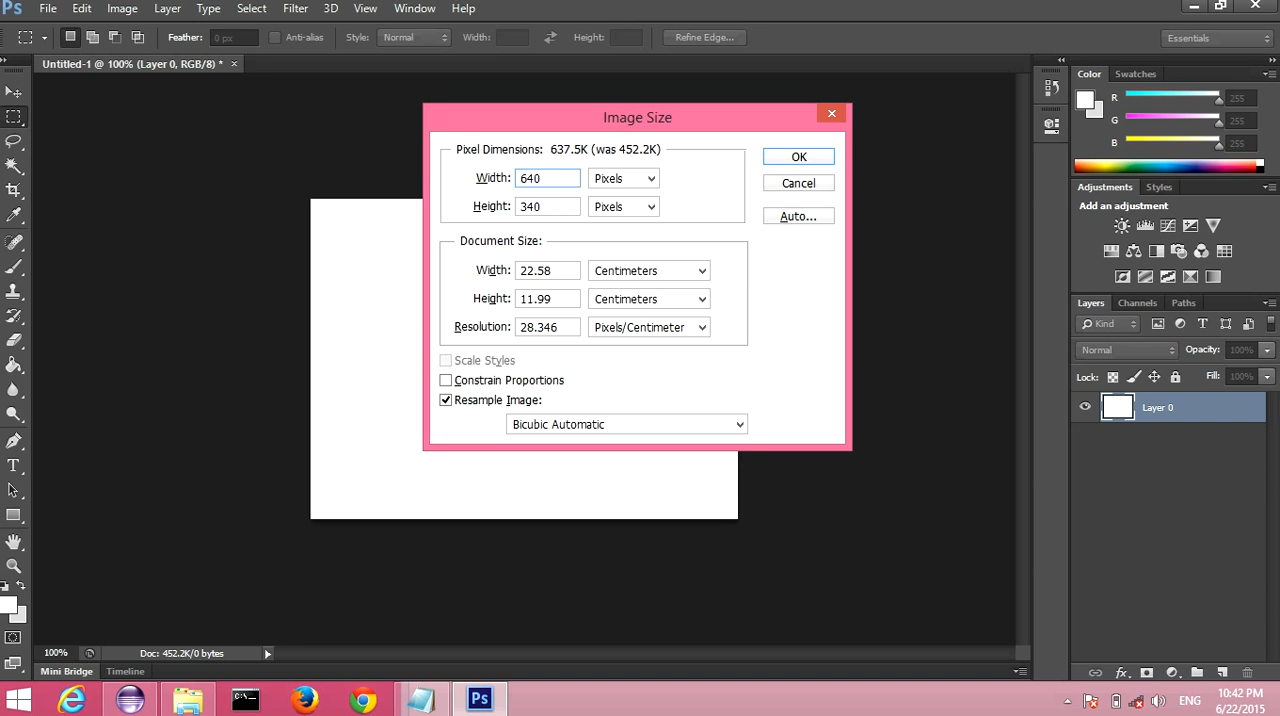 Ps File Edit Image Layer Type Select Filter 3D View Window Help
Feather: 0 px Anti-alias Style: Normal Width: Height: Refine Edge... Essentials
Untitled-1 @ 100% (Layer 0, RGB/8) * ×
Image Size
Pixel Dimensions: 637.5K (was 452.2K)
Width: 640 Pixels
Height: 340 Pixels
OK
Cancel
Auto...
Document Size:
Width: 22.58 Centimeters
Height: 11.99 Centimeters
Resolution: 28.346 Pixels/Centimeter
Scale Styles
Constrain Proportions
Resample Image:
Bicubic Automatic
Color Swatches
R 255
G 255
B 255
Adjustments Styles
Add an adjustment
Layers Channels Paths
Kind
Normal Opacity: 100%
Lock: Fill: 100%
Layer 0
100% Doc: 452.2K/0 bytes
Mini Bridge Timeline
fx
C:\_
Ps
ENG
10:42 PM
6/22/2015